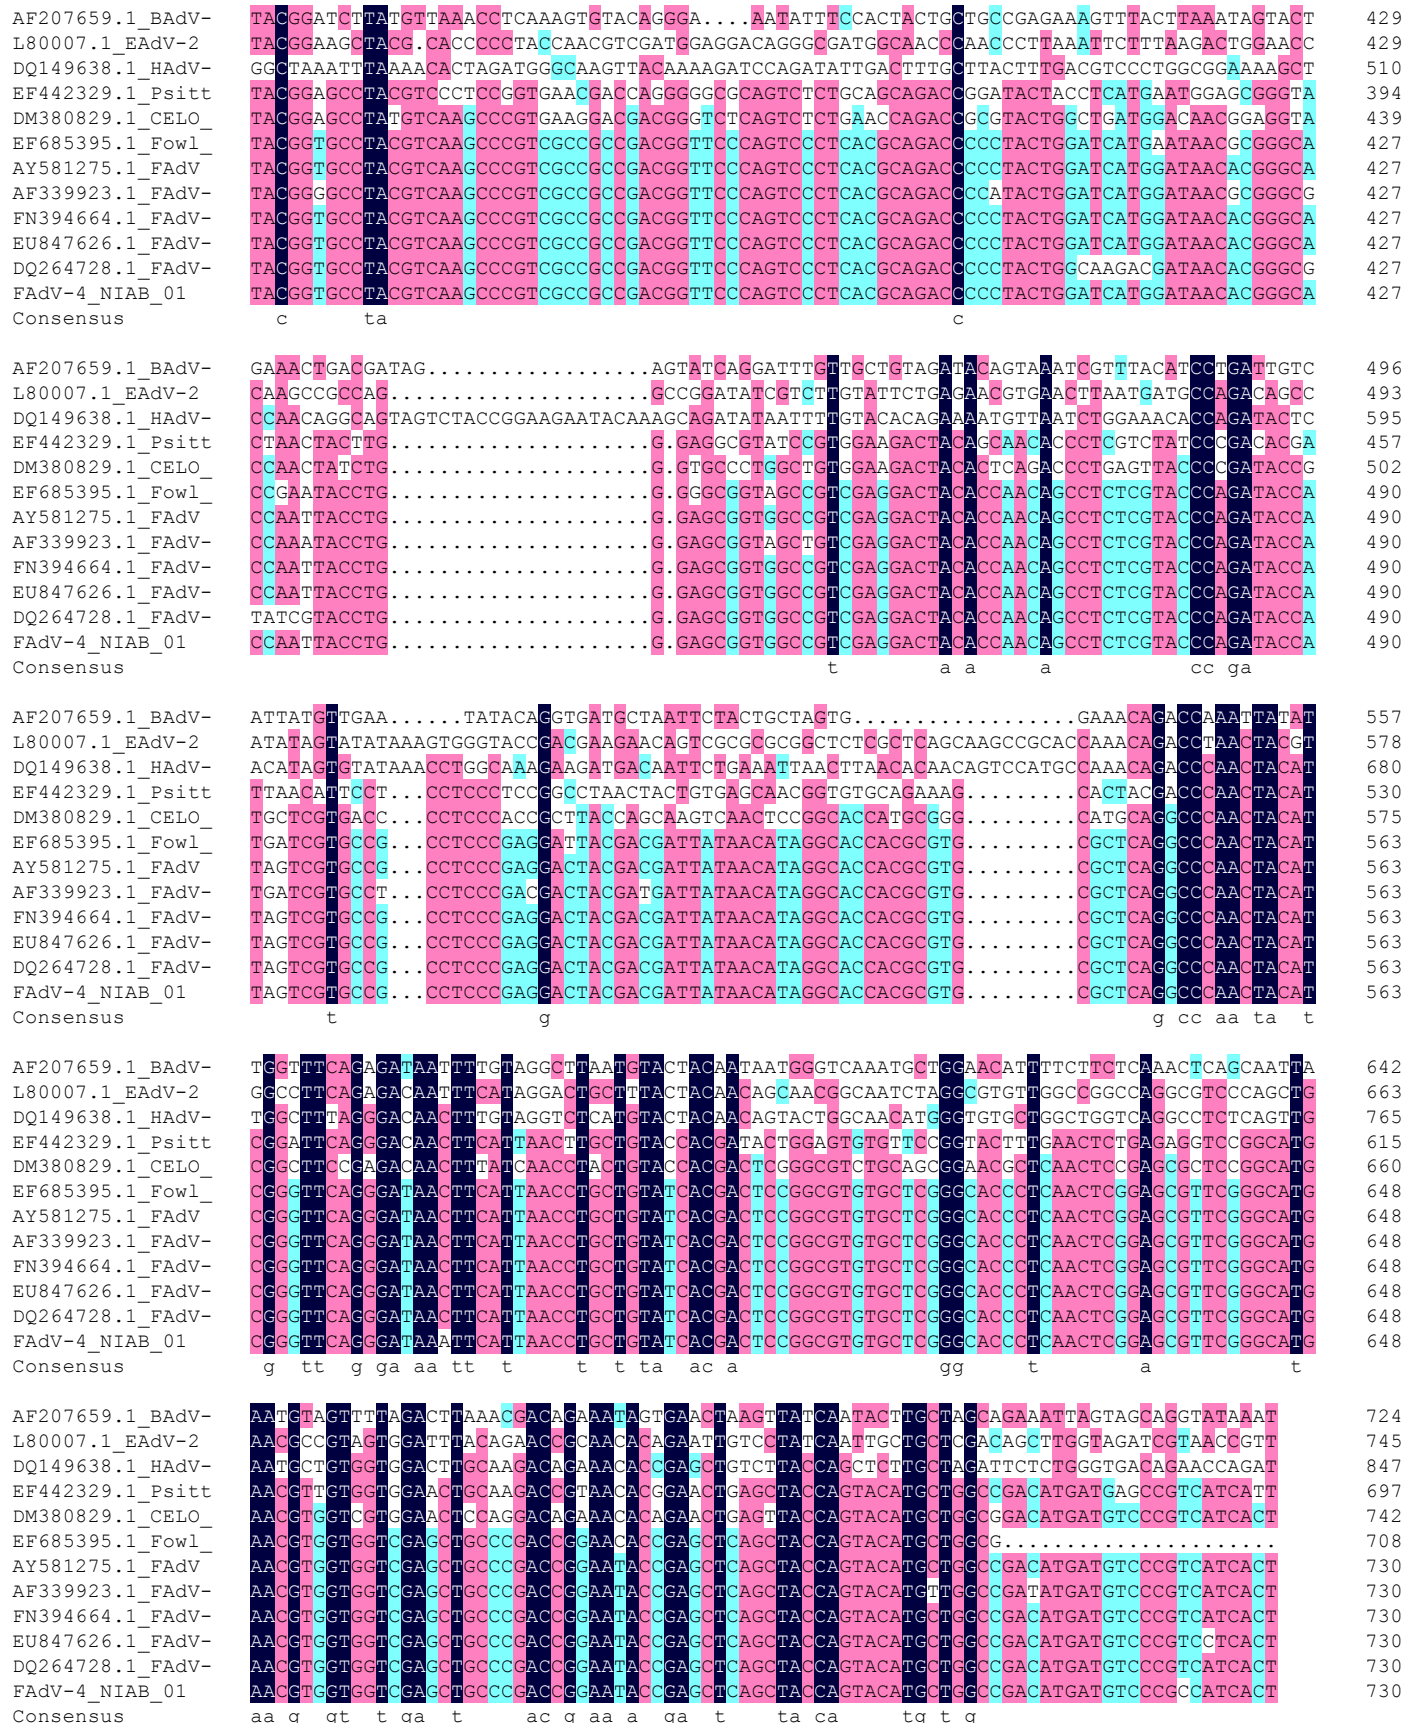 AF207659.1_BAdV- TACGGATCTTATGTTAAACCTCAAAGTGTACAGGGA....AATATTTCCACTACTGCTGCCGAGAAAGTTTACTTAAATAGTACT 429
L80007.1_EAdV-2 TACGGAAGCTACG.CACCCCCTACCAACGTCGATGGAGGACAGGGCGATGGCAACCCAACCCTTAAATTCTTTAAGACTGGAACC 429
DQ149638.1_HAdV- GGCTAAATTTAAAACACTAGATGGGCAAGTTACAAAAGATCCAGATATTGACTTTGCTTACTTTGACGTCCCTGGCGGAAAAGCT 510
EF442329.1_Psitt TACGGAGCCTACGTCCCTCCGGTGAACGACCAGGGGGCGCAGTCTCTGCAGCAGACCGGATACTACCTCATGAATGGAGCGGGTA 394
DM380829.1_CELO_ TACGGAGCCTATGTCAAGCCCGTGAAGGACGACGGGTCTCAGTCTCTGAACCAGACCGCGTACTGGCTGATGGACAACGGAGGTA 439
EF685395.1_Fowl_ TACGGTGCCTACGTCAAGCCCGTCGCCGCCGACGGTTCCCAGTCCCTCACGCAGACCCCCTACTGGATCATGAATAACGCGGGCA 427
AY581275.1_FAdV TACGGTGCCTACGTCAAGCCCGTCGCCGCCGACGGTTCCCAGTCCCTCACGCAGACCCCCTACTGGATCATGGATAACACGGGCA 427
AF339923.1_FAdV- TACGGGGCCTACGTCAAGCCCGTCGCCGCCGACGGTTCCCAGTCCCTCACGCAGACCCCATACTGGATCATGGATAACGCGGGCG 427
FN394664.1_FAdV- TACGGTGCCTACGTCAAGCCCGTCGCCGCCGACGGTTCCCAGTCCCTCACGCAGACCCCCTACTGGATCATGGATAACACGGGCA 427
EU847626.1_FAdV- TACGGTGCCTACGTCAAGCCCGTCGCCGCCGACGGTTCCCAGTCCCTCACGCAGACCCCCTACTGGATCATGGATAACACGGGCA 427
DQ264728.1_FAdV- TACGGTGCCTACGTCAAGCCCGTCGCCGCCGACGGTTCCCAGTCCCTCACGCAGACCCCCTACTGGCAAGACGATAACACGGGCG 427
FAdV-4_NIAB_01 TACGGTGCCTACGTCAAGCCCGTCGCCGCCGACGGTTCCCAGTCCCTCACGCAGACCCCCTACTGGATCATGGATAACACGGGCA 427
Consensus c ta c
AF207659.1_BAdV- GAAACTGACGATAG..................AGTATCAGGATTTGTTGCTGTAGATACAGTAAATCGTTTACATCCTGATTGTC 496
L80007.1_EAdV-2 CAAGCCGCCAG.....................GCCGGATATCGTCTTGTATTCTGAGAACGTGAACTTAATGATGCCAGACAGCC 493
DQ149638.1_HAdV- CCAACAGGCAGTAGTCTACCGGAAGAATACAAAGCAGATATAATTTTGTACACAGAAAATGTTAATCTGGAAACACCAGATACTC 595
EF442329.1_Psitt CTAACTACTTG.....................G.GAGGCGTATCCGTGGAAGACTACAGCAACACCCTCGTCTATCCCGACACGA 457
DM380829.1_CELO_ CCAACTATCTG.....................G.GTGCCCTGGCTGTGGAAGACTACACTCAGACCCTGAGTTACCCCGATACCG 502
EF685395.1_Fowl_ CCGAATACCTG.....................G.GGGCGGTAGCCGTCGAGGACTACACCAACAGCCTCTCGTACCCAGATACCA 490
AY581275.1_FAdV CCAATTACCTG.....................G.GAGCGGTGGCCGTCGAGGACTACACCAACAGCCTCTCGTACCCAGATACCA 490
AF339923.1_FAdV- CCAAATACCTG.....................G.GAGCGGTAGCTGTCGAGGACTACACCAACAGCCTCTCGTACCCAGATACCA 490
FN394664.1_FAdV- CCAATTACCTG.....................G.GAGCGGTGGCCGTCGAGGACTACACCAACAGCCTCTCGTACCCAGATACCA 490
EU847626.1_FAdV- CCAATTACCTG.....................G.GAGCGGTGGCCGTCGAGGACTACACCAACAGCCTCTCGTACCCAGATACCA 490
DQ264728.1_FAdV- TATCGTACCTG.....................G.GAGCGGTGGCCGTCGAGGACTACACCAACAGCCTCTCGTACCCAGATACCA 490
FAdV-4_NIAB_01 CCAATTACCTG.....................G.GAGCGGTGGCCGTCGAGGACTACACCAACAGCCTCTCGTACCCAGATACCA 490
Consensus t a a a cc ga
AF207659.1_BAdV- ATTATGTTGAA......TATACAGGTGATGCTAATTCTACTGCTAGTG..................GAAACAGACCAAATTATAT 557
L80007.1_EAdV-2 ATATAGTATATAAAGTGGGTACCGACGAAGAACAGTCGCGCGCGGCTCTCGCTCAGCAAGCCGCACCAAACAGACCTAACTACGT 578
DQ149638.1_HAdV- ACATAGTGTATAAACCTGGCAAAGAAGATGACAATTCTGAAATTAACTTAACACAACAGTCCATGCCAAACAGACCCAACTACAT 680
EF442329.1_Psitt TTAACATTCCT...CCTCCCTCCGGCCTAACTACTGTGAGCAACGGTGTGCAGAAAG.........CACTACGACCCAACTACAT 530
DM380829.1_CELO_ TGCTCGTGACC...CCTCCCACCGCTTACCAGCAAGTCAACTCCGGCACCATGCGGG.........CATGCAGGCCCAACTACAT 575
EF685395.1_Fowl_ TGATCGTGCCG...CCTCCCGAGGATTACGACGATTATAACATAGGCACCACGCGTG.........CGCTCAGGCCCAACTACAT 563
AY581275.1_FAdV TAGTCGTGCCG...CCTCCCGAGGACTACGACGATTATAACATAGGCACCACGCGTG.........CGCTCAGGCCCAACTACAT 563
AF339923.1_FAdV- TGATCGTGCCT...CCTCCCGACGACTACGATGATTATAACATAGGCACCACGCGTG.........CGCTCAGGCCCAACTACAT 563
FN394664.1_FAdV- TAGTCGTGCCG...CCTCCCGAGGACTACGACGATTATAACATAGGCACCACGCGTG.........CGCTCAGGCCCAACTACAT 563
EU847626.1_FAdV- TAGTCGTGCCG...CCTCCCGAGGACTACGACGATTATAACATAGGCACCACGCGTG.........CGCTCAGGCCCAACTACAT 563
DQ264728.1_FAdV- TAGTCGTGCCG...CCTCCCGAGGACTACGACGATTATAACATAGGCACCACGCGTG.........CGCTCAGGCCCAACTACAT 563
FAdV-4_NIAB_01 TAGTCGTGCCG...CCTCCCGAGGACTACGACGATTATAACATAGGCACCACGCGTG.........CGCTCAGGCCCAACTACAT 563
Consensus t g g cc aa ta t
AF207659.1_BAdV- TGGTTTCAGAGATAATTTTGTAGGCTTAATGTACTACAATAATGGGTCAAATGCTGGAACATTTTCTTCTCAAACTCAGCAATTA 642
L80007.1_EAdV-2 GGCCTTCAGAGACAATTTCATAGGACTGCTTTACTACAACAGCAACGGCAATCTAGGCGTGTTGGCCGGCCAGGCGTCCCAGCTG 663
DQ149638.1_HAdV- TGGCTTTAGGGACAACTTTGTAGGTCTCATGTACTACAACAGTACTGGCAACATGGGTGTGCTGGCTGGTCAGGCCTCTCAGTTG 765
EF442329.1_Psitt CGGATTCAGGGACAACTTCATTAACTTGCTGTACCACGATACTGGAGTGTGTTCCGGTACTTTGAACTCTGAGAGGTCCGGCATG 615
DM380829.1_CELO_ CGGCTTCCGAGACAACTTTATCAACCTACTGTACCACGACTCGGGCGTCTGCAGCGGAACGCTCAACTCCGAGCGCTCCGGCATG 660
EF685395.1_Fowl_ CGGGTTCAGGGATAACTTCATTAACCTGCTGTATCACGACTCCGGCGTGTGCTCGGGCACCCTCAACTCGGAGCGTTCGGGCATG 648
AY581275.1_FAdV CGGGTTCAGGGATAACTTCATTAACCTGCTGTATCACGACTCCGGCGTGTGCTCGGGCACCCTCAACTCGGAGCGTTCGGGCATG 648
AF339923.1_FAdV- CGGGTTCAGGGATAACTTCATTAACCTGCTGTATCACGACTCCGGCGTGTGCTCGGGCACCCTCAACTCGGAGCGTTCGGGCATG 648
FN394664.1_FAdV- CGGGTTCAGGGATAACTTCATTAACCTGCTGTATCACGACTCCGGCGTGTGCTCGGGCACCCTCAACTCGGAGCGTTCGGGCATG 648
EU847626.1_FAdV- CGGGTTCAGGGATAACTTCATTAACCTGCTGTATCACGACTCCGGCGTGTGCTCGGGCACCCTCAACTCGGAGCGTTCGGGCATG 648
DQ264728.1_FAdV- CGGGTTCAGGGATAACTTCATTAACCTGCTGTATCACGACTCCGGCGTGTGCTCGGGCACCCTCAACTCGGAGCGTTCGGGCATG 648
FAdV-4_NIAB_01 CGGGTTCAGGGATAAATTCATTAACCTGCTGTATCACGACTCCGGCGTGTGCTCGGGCACCCTCAACTCGGAGCGTTCGGGCATG 648
Consensus g tt g ga aa tt t t t ta aca gg t a t
AF207659.1_BAdV- AATGTAGTTTTAGACTTAAACGACAGAAATAGTGAACTAAGTTATCAATACTTGCTAGCAGAAATTAGTAGCAGGTATAAAT 724
L80007.1_EAdV-2 AACGCCGTAGTGGATTTACAGAACCGCAACACAGAATTGTCCTATCAATTGCTGCTCGACAGCTTGGTAGATCGTAACCGTT 745
DQ149638.1_HAdV- AATGCTGTGGTGGACTTGCAAGACAGAAACACCGAGCTGTCTTACCAGCTCTTGCTAGATTCTCTGGGTGACAGAACCAGAT 847
EF442329.1_Psitt AACGTTGTGGTGGAACTGCAAGACCGTAACACGGAACTGAGCTACCAGTACATGCTGGCCGACATGATGAGCCGTCATCATT 697
DM380829.1_CELO_ AACGTGGTCGTGGAACTCCAGGACAGAAACACAGAACTGAGTTACCAGTACATGCTGGCGGACATGATGTCCCGTCATCACT 742
EF685395.1_Fowl_ AACGTGGTGGTCGAGCTGCCCGACCGGAACACCGAGCTCAGCTACCAGTACATGCTGGCG...................... 708
AY581275.1_FAdV AACGTGGTGGTCGAGCTGCCCGACCGGAATACCGAGCTCAGCTACCAGTACATGCTGGCCGACATGATGTCCCGTCATCACT 730
AF339923.1_FAdV- AACGTGGTGGTCGAGCTGCCCGACCGGAATACCGAGCTCAGCTACCAGTACATGTTGGCCGATATGATGTCCCGTCATCACT 730
FN394664.1_FAdV- AACGTGGTGGTCGAGCTGCCCGACCGGAATACCGAGCTCAGCTACCAGTACATGCTGGCCGACATGATGTCCCGTCATCACT 730
EU847626.1_FAdV- AACGTGGTGGTCGAGCTGCCCGACCGGAATACCGAGCTCAGCTACCAGTACATGCTGGCCGACATGATGTCCCGTCCTCACT 730
DQ264728.1_FAdV- AACGTGGTGGTCGAGCTGCCCGACCGGAATACCGAGCTCAGCTACCAGTACATGCTGGCCGACATGATGTCCCGTCATCACT 730
FAdV-4_NIAB_01 AACGTGGTGGTCGAGCTGCCCGACCGGAATACCGAGCTCAGCTACCAGTACATGCTGGCCGACATGATGTCCCGCCATCACT 730
Consensus aa g gt t ga t ac g aa a ga t ta ca tg t g